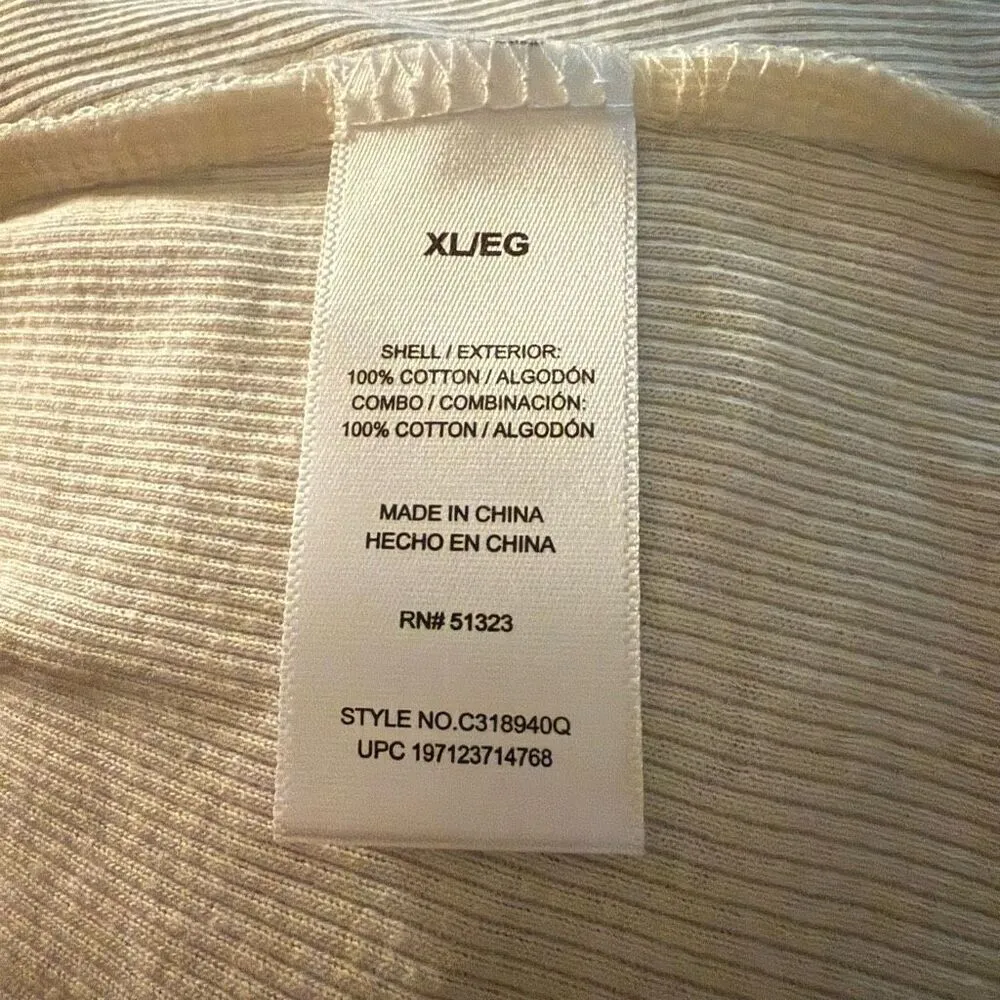 XL/EG
SHELL / EXTERIOR:
100% COTTON / ALGODÓN
COMBO / COMBINACIÓN:
100% COTTON / ALGODÓN
MADE IN CHINA
HECHO EN CHINA
RN# 51323
STYLE NO.C318940Q
UPC 197123714768